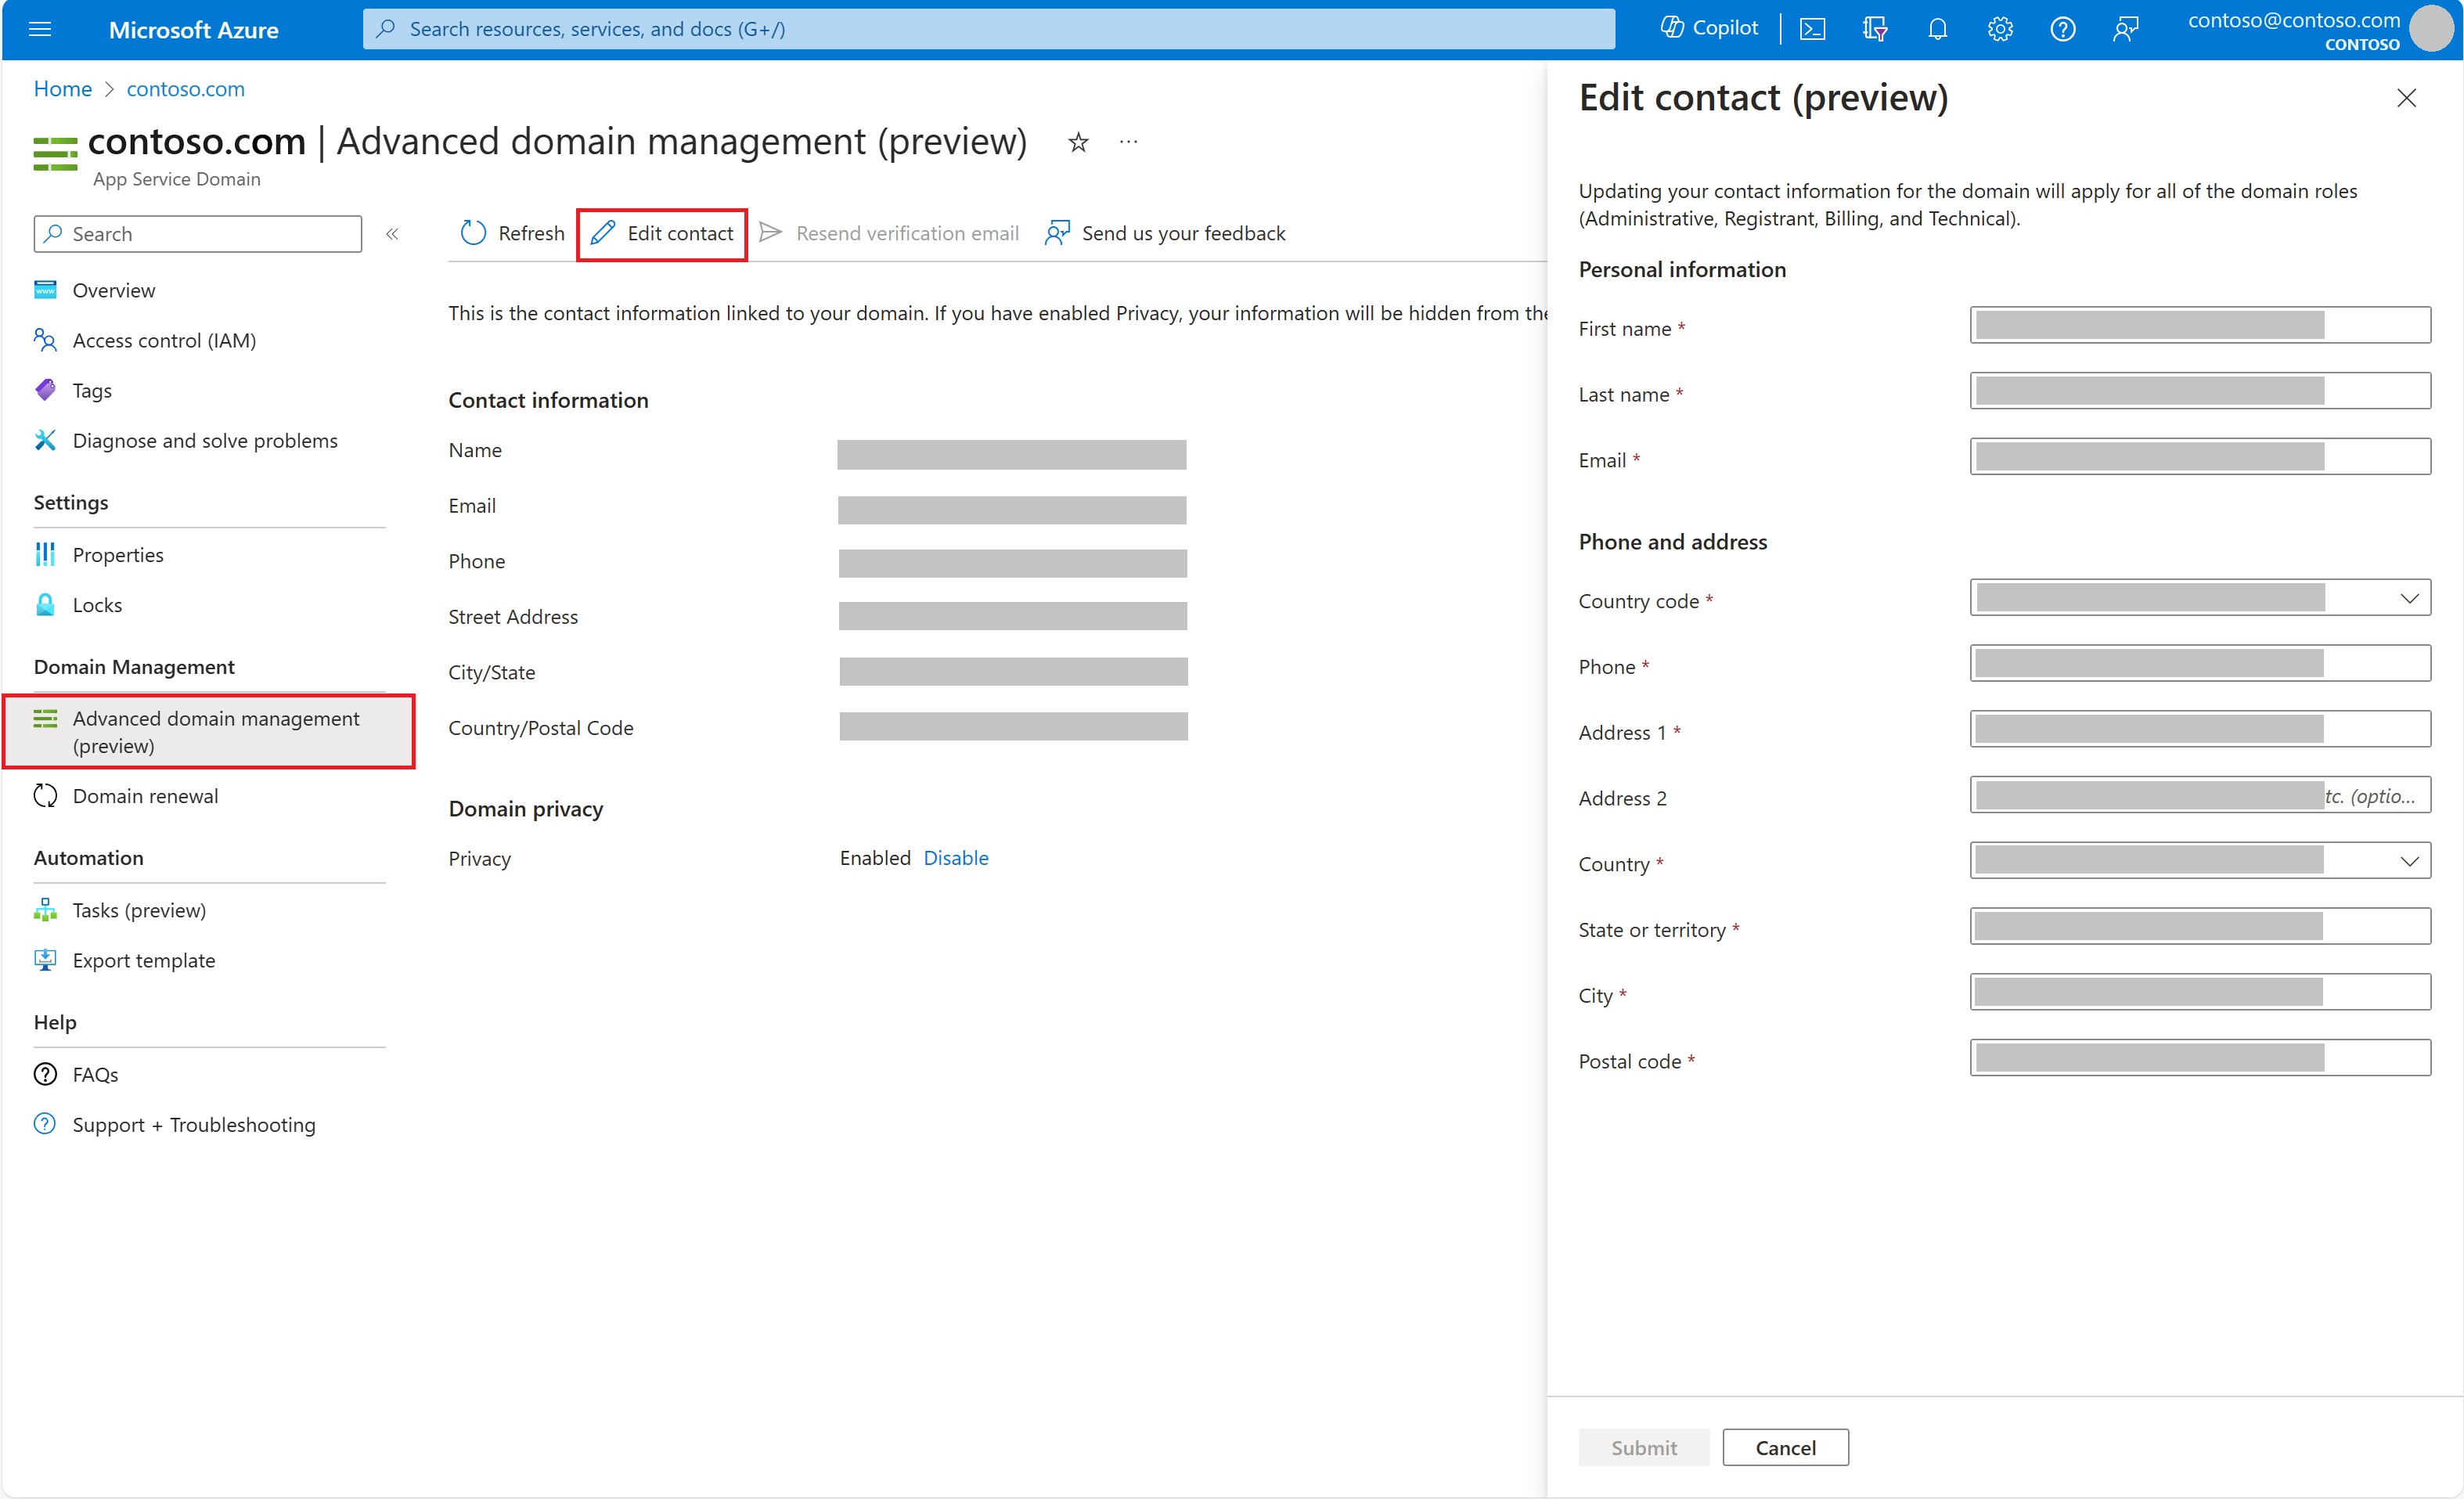 Microsoft Azure
Search resources, services, and docs (G+/)
Copilot
contoso@contoso.com
CONTOSO
Home > contoso.com
contoso.com | Advanced domain management (preview)
App Service Domain
Search
Overview
Access control (IAM)
Tags
Diagnose and solve problems
Settings
Properties
Locks
Domain Management
Advanced domain management
(preview)
Domain renewal
Automation
Tasks (preview)
Export template
Help
FAQs
Support + Troubleshooting
Refresh
Edit contact
Resend verification email
Send us your feedback
This is the contact information linked to your domain. If you have enabled Privacy, your information will be hidden from
Contact information
Name
Email
Phone
Street Address
City/State
Country/Postal Code
Domain privacy
Privacy
Enabled Disable
Edit contact (preview)
Updating your contact information for the domain will apply for all of the domain roles
(Administrative, Registrant, Billing, and Technical).
Personal information
First name *
Last name *
Email *
Phone and address
Country code *
Phone *
Address 1 *
Address 2
tc. (optio...
Country *
State or territory *
City *
Postal code *
Submit
Cancel